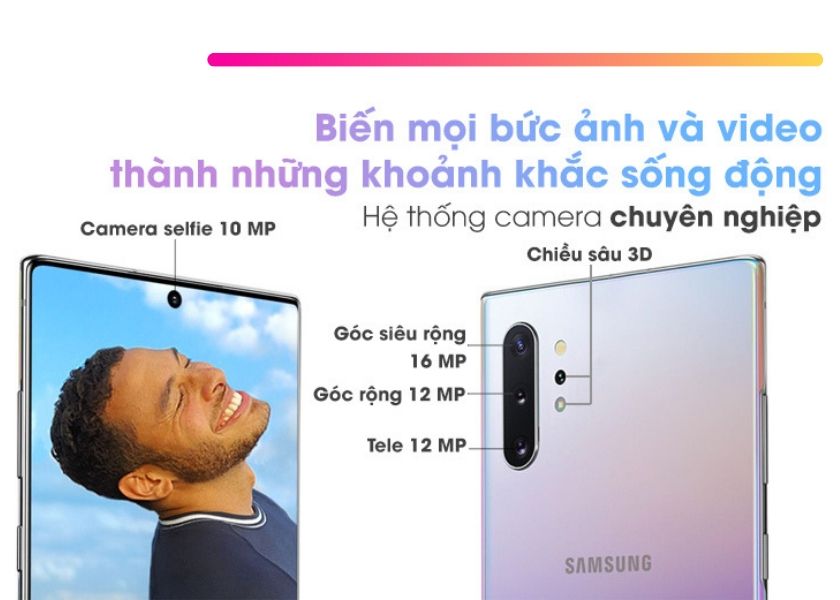 Biến mọi bức ảnh và video
thành những khoảnh khắc sống động
Hệ thống camera chuyên nghiệp
Camera selfie 10 MP
Chiều sâu 3D
Góc siêu rộng
16 MP
Góc rộng 12 MP
Tele 12 MP
SAMSUNG